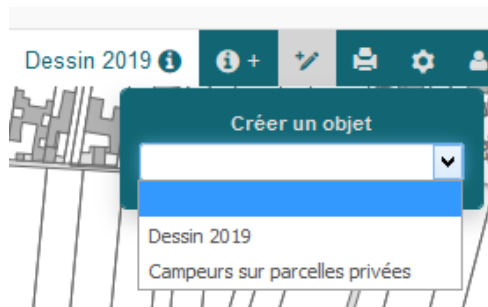 Dessin 2019 i i +
Créer un objet
Dessin 2019
Campeurs sur parcelles privées